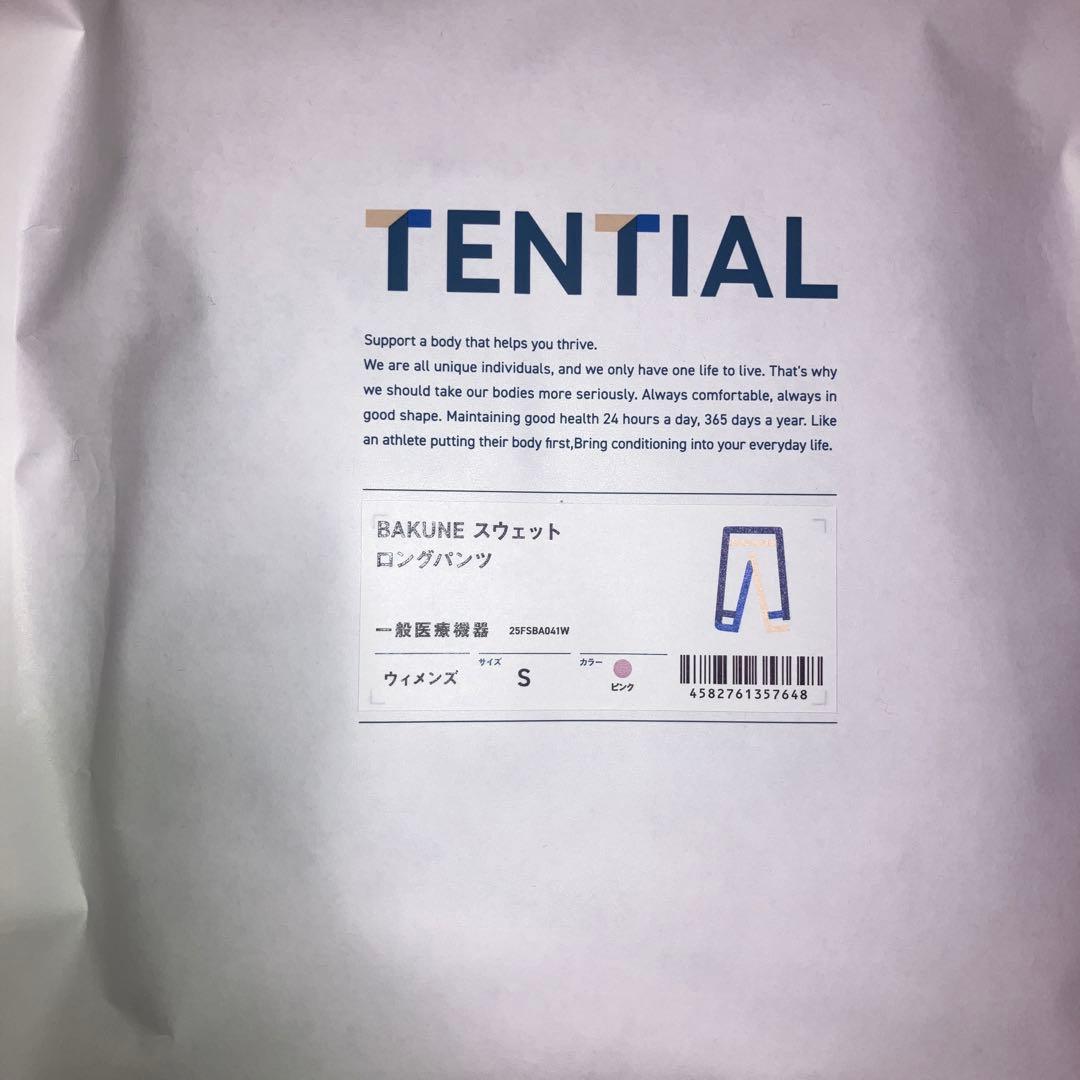 TENTIAL
Support a body that helps you thrive.
We are all unique individuals, and we only have one life to live. That's why
we should take our bodies more seriously. Always comfortable, always in
good shape. Maintaining good health 24 hours a day, 365 days a year. Like
an athlete putting their body first,Bring conditioning into your everyday life.
BAKUNE スウェット
ロングパンツ
一般医療機器 25FSBA041W
ウィメンズ
サイズ
S
カラー
ピンク
4582761357648